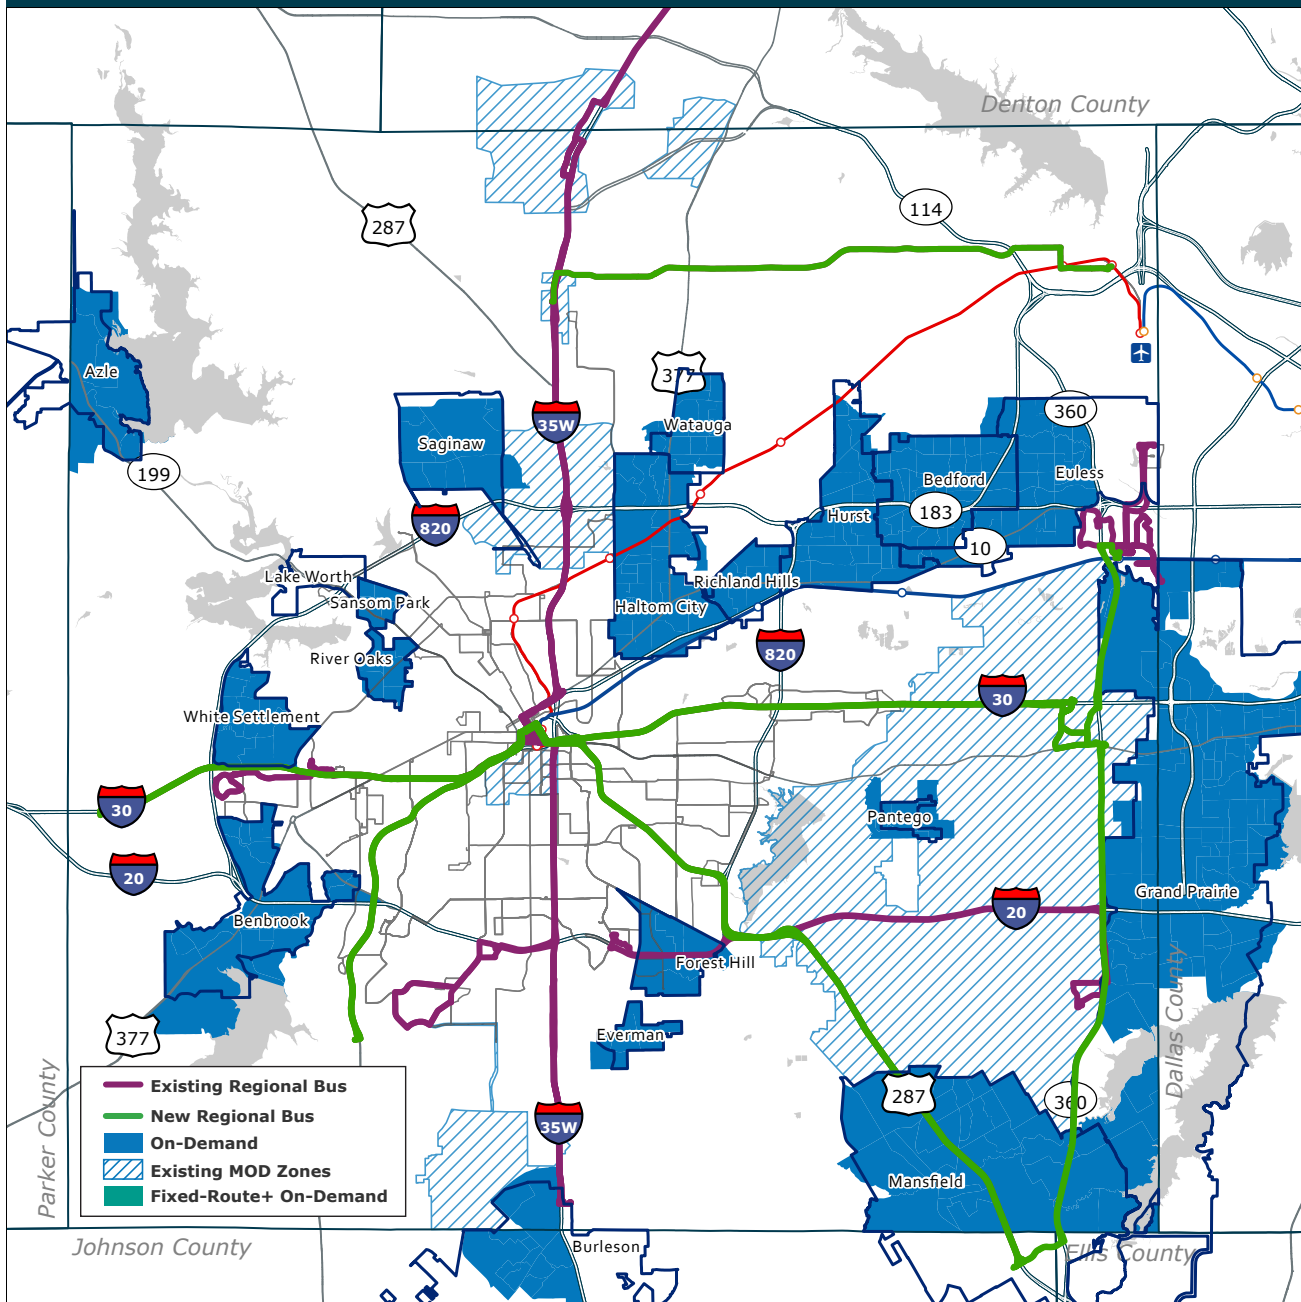 Denton County
287
114
377
Azle
35W
360
Watauga
Saginaw
199
Bedford
Euless
820
183
Hurst
10
Lake Worth
Richland Hills
Sansom Park
Haltom City
820
River Oaks
30
White Settlement
30
Pantego
20
Grand Prairie
20
Benbrook
Forest Hill
Dallas County
377
Everman
Parker County
287
360
35W
Existing Regional Bus
New Regional Bus
On-Demand
Existing MOD Zones
Fixed-Route+ On-Demand
Mansfield
Johnson County
Burleson
Ellis County